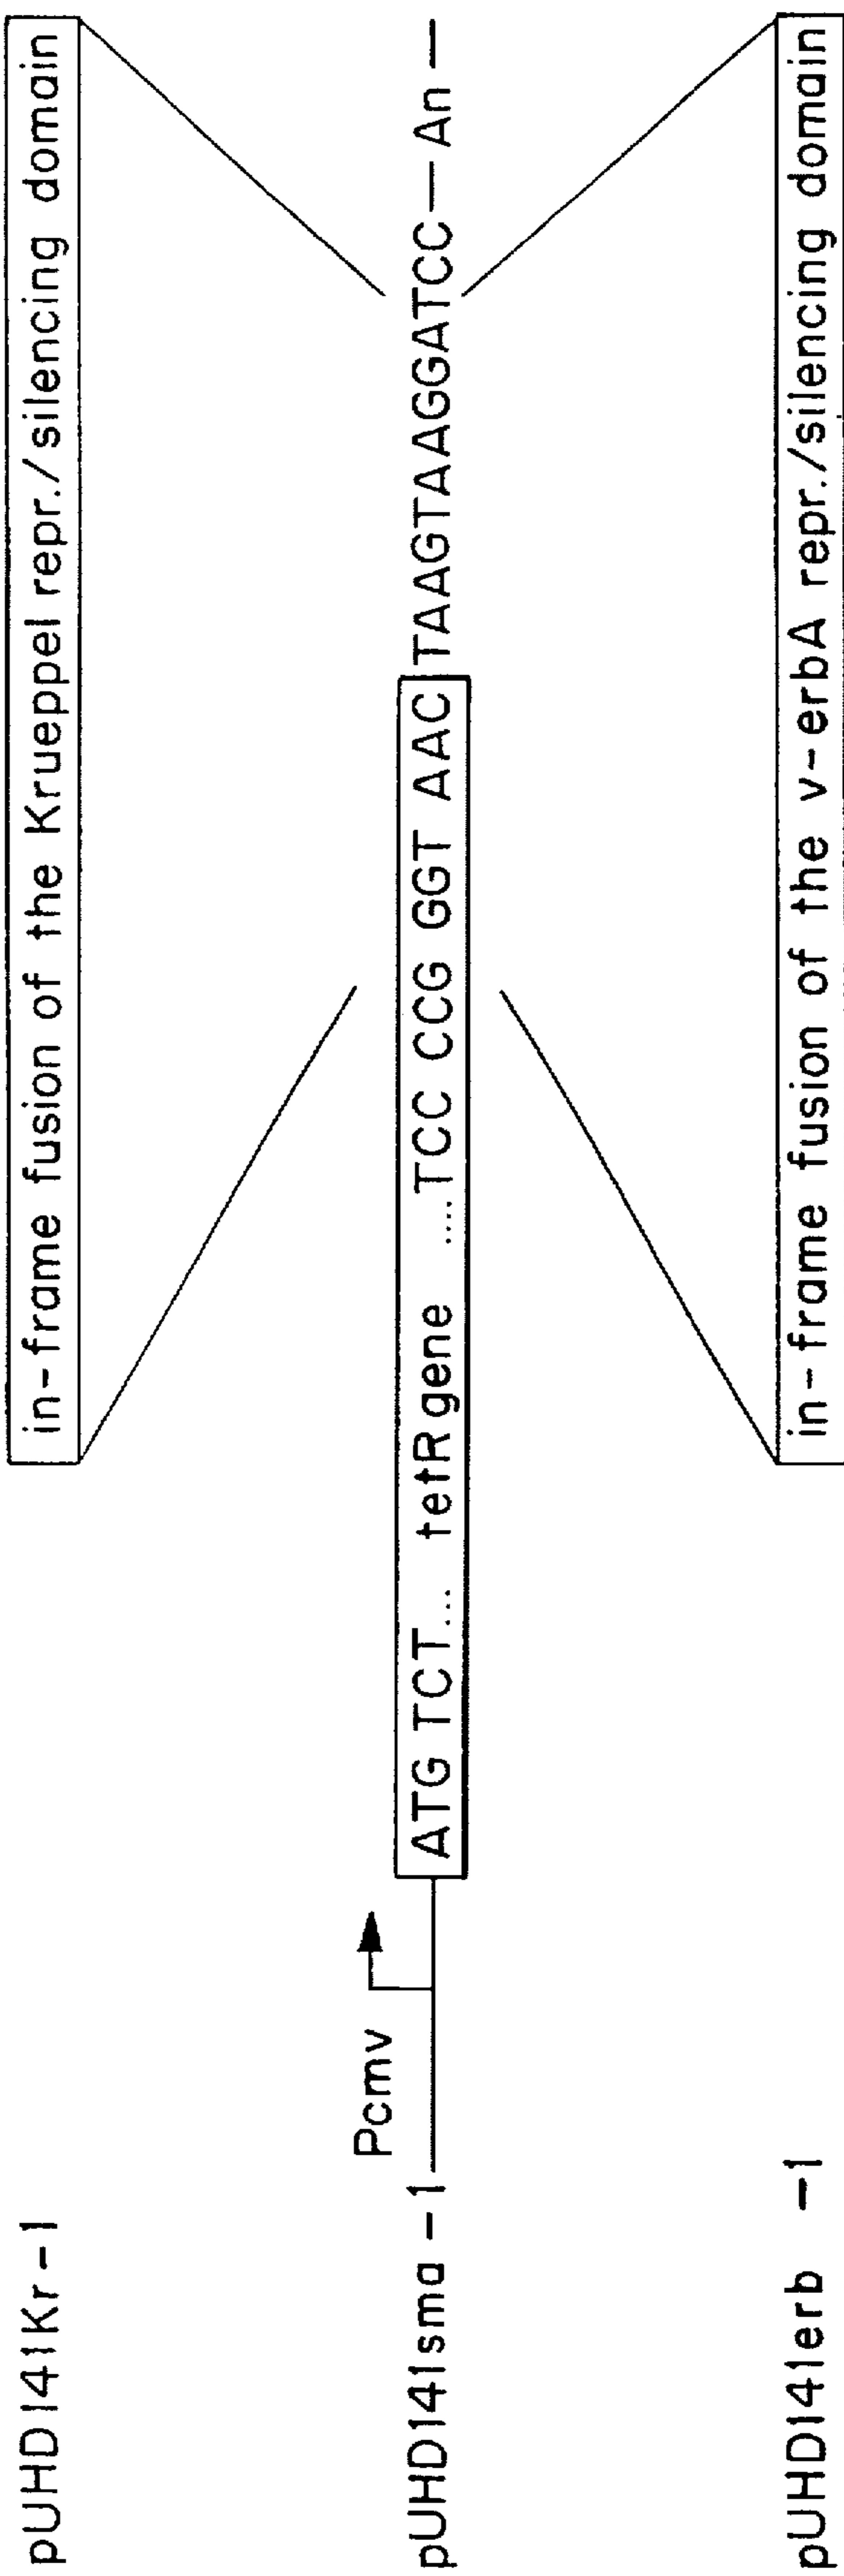 pUHD141Kr-1
in-frame fusion of the Krueppel repr./silencing domain
Pcmv
pUHD141sma-1
ATG TCT... tetR gene ....TCC CCG GGT AAC TAAGTAAGGATCC—An—
pUHD141erb -1
in-frame fusion of the v-erbA repr./silencing domain